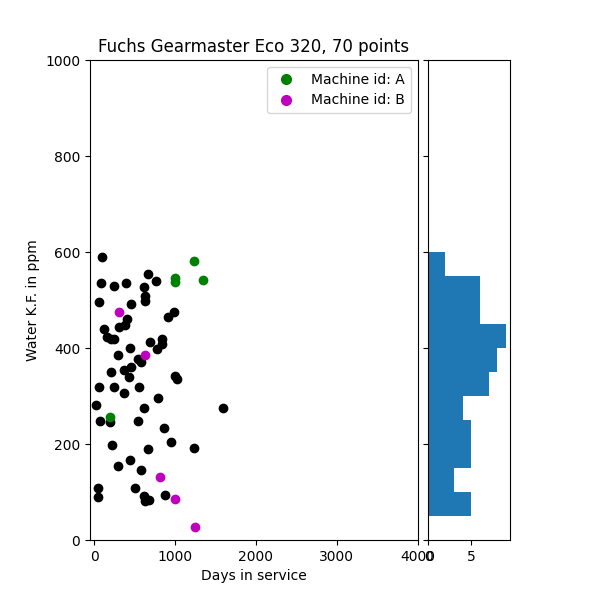 Fuchs Gearmaster Eco 320, 70 points
Machine id: A
Machine id: B
1000
800
600
400
200
0
Water K.F. in ppm
0
1000
2000
3000
4000
0
5
Days in service